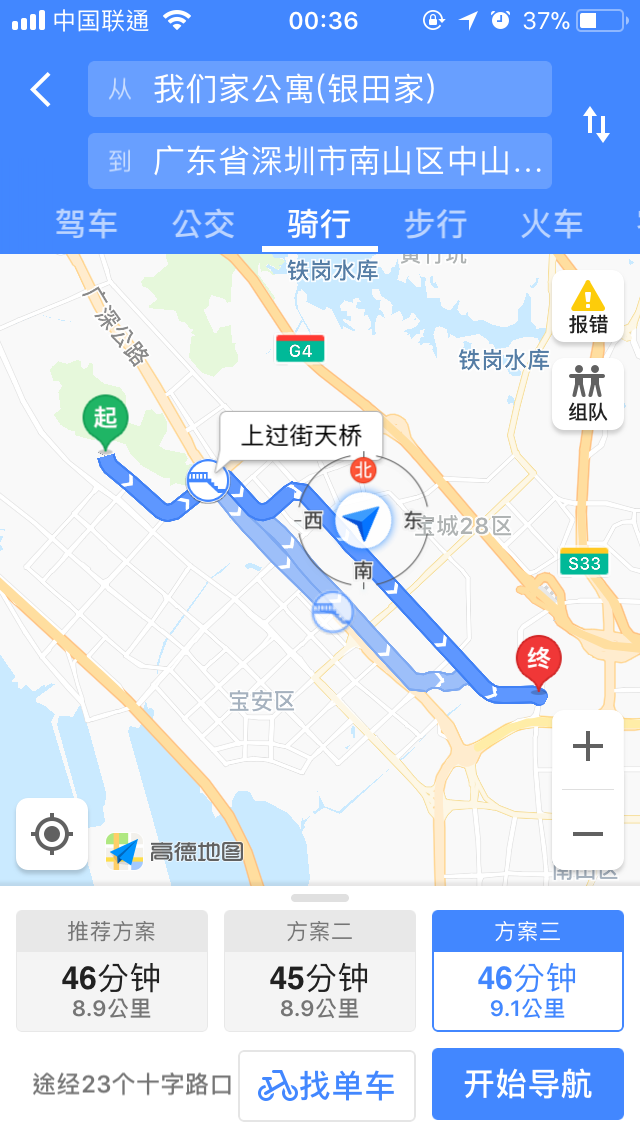 中国联通
00:36
37%
从 我们家公寓(银田家)
到 广东省深圳市南山区中山...
驾车 公交 骑行 步行 火车
铁岗水库
广深公路
G4
报错
铁岗水库
组队
起
上过街天桥
北
西
东
宝城28区
南
S33
终
宝安区
高德地图
南山区
推荐方案
46分钟
8.9公里
方案二
45分钟
8.9公里
方案三
46分钟
9.1公里
途经23个十字路口
找单车
开始导航